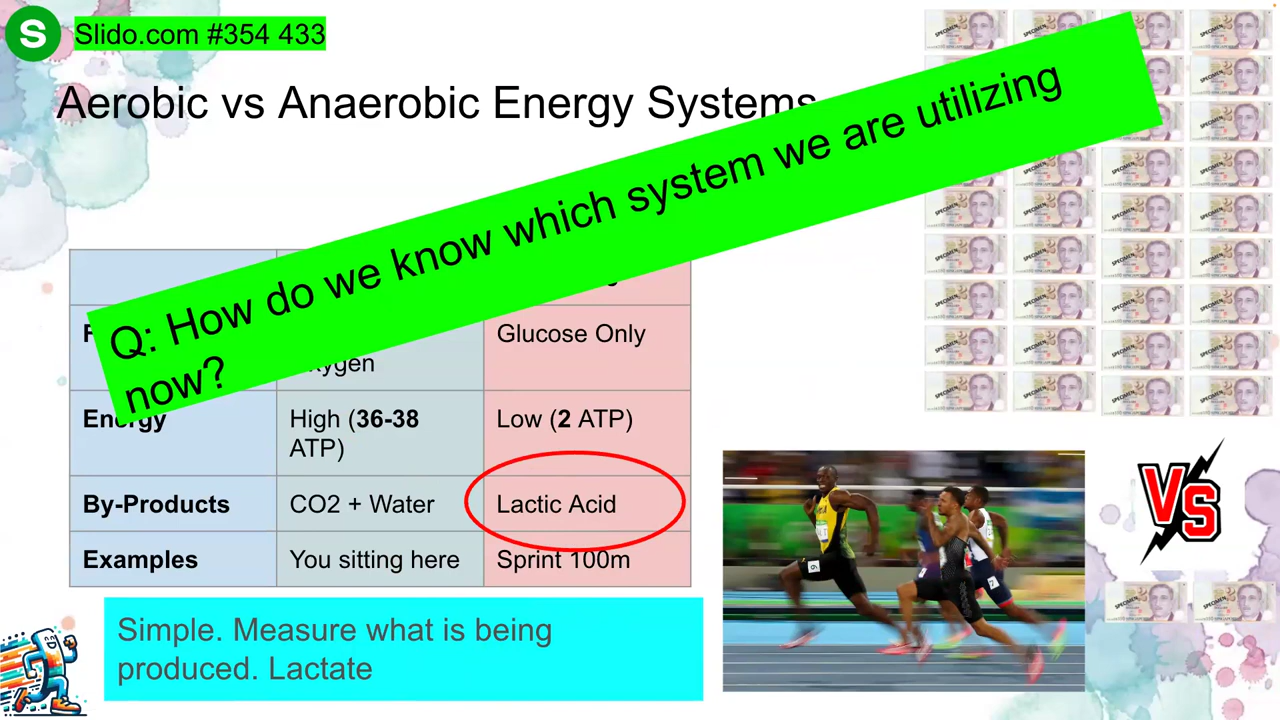 S
Slido.com #354 433
Aerobic vs Anaerobic Energy Systems
Q: How do we know which system we are utilizing
now?
Glucose Only
Energy
High (36-38
ATP)
Low (2 ATP)
By-Products
CO2 + Water
Lactic Acid
Examples
You sitting here
Sprint 100m
Simple. Measure what is being
produced. Lactate
VS
SPECIMEN